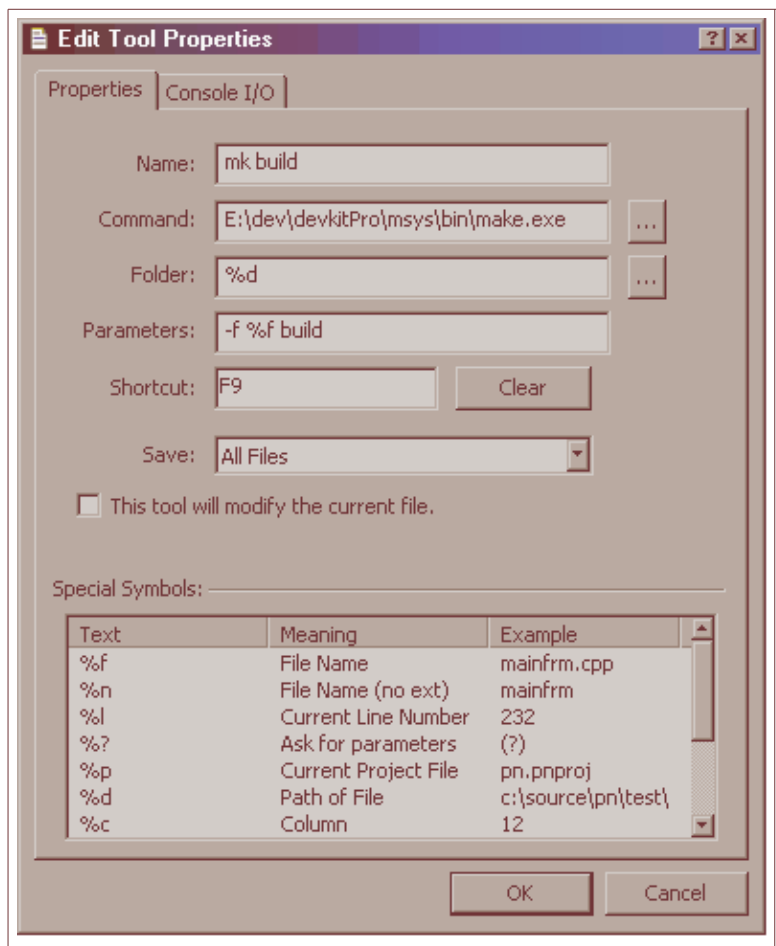 Edit Tool Properties
Properties
Console I/O
Name: mk build
Command: E:\dev\devkitPro\msys\bin\make.exe ...
Folder: %d ...
Parameters: -f %f build
Shortcut: F9 Clear
Save: All Files
This tool will modify the current file.
Special Symbols:
Text Meaning Example
%f File Name mainfrm.cpp
%n File Name (no ext) mainfrm
%l Current Line Number 232
%? Ask for parameters (?)
%p Current Project File pn.pnproj
%d Path of File c:\source\pn\test\
%c Column 12
OK Cancel